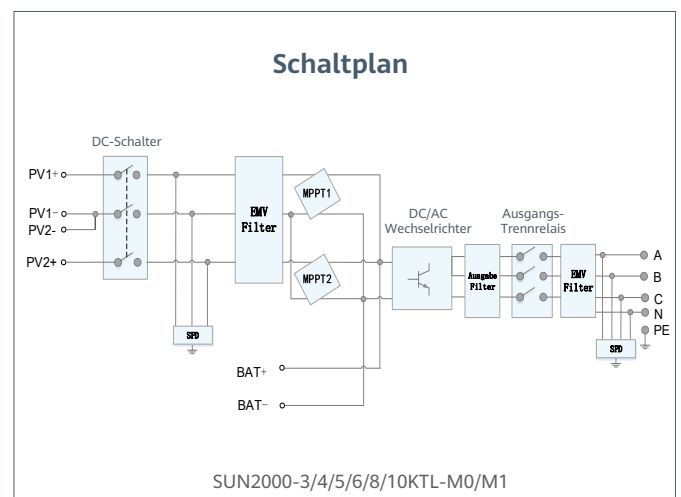 Schaltplan
DC-Schalter
PV1+
PV1−
PV2-
PV2+
EMV
Filter
MPPT1
MPPT2
DC/AC
Wechselrichter
Ausgabe
Filter
Ausgangs-
Trennrelais
EMV
Filter
A
B
C
N
PE
SPD
SPD
BAT+
BAT−
SUN2000-3/4/5/6/8/10KTL-M0/M1